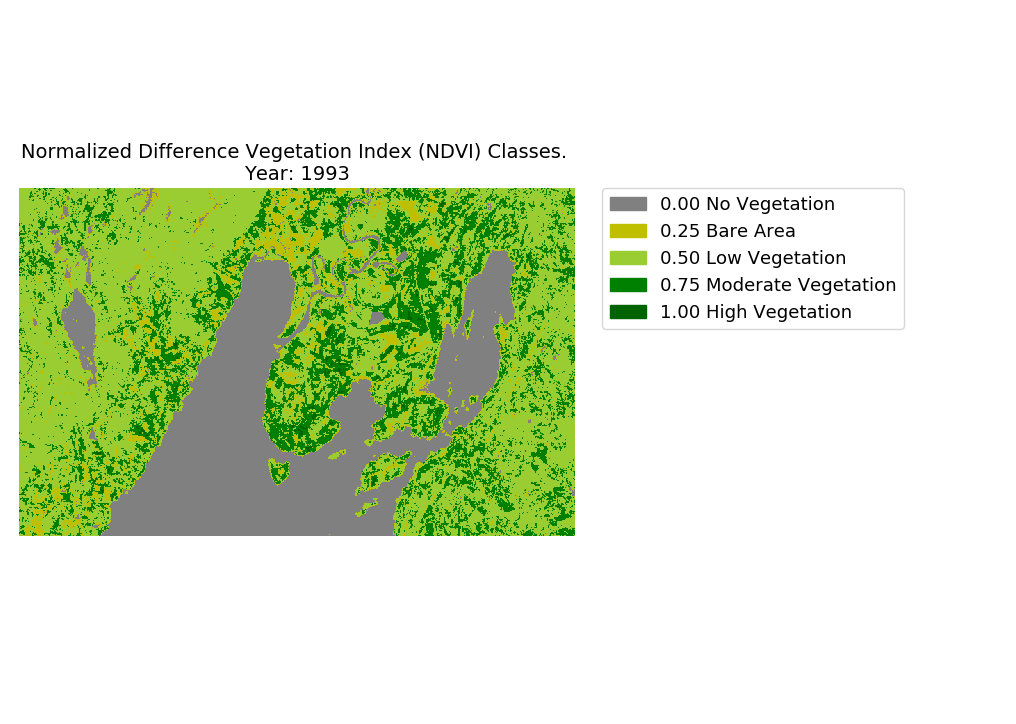 Normalized Difference Vegetation Index (NDVI) Classes.
Year: 1993
0.00 No Vegetation
0.25 Bare Area
0.50 Low Vegetation
0.75 Moderate Vegetation
1.00 High Vegetation